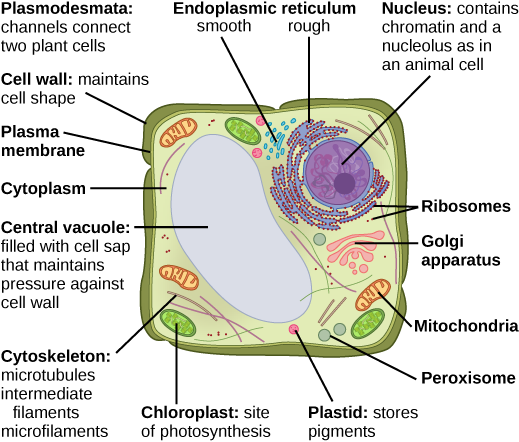 Plasmodesmata:
channels connect
two plant cells
Endoplasmic reticulum
smooth rough
Nucleus: contains
chromatin and a
nucleolus as in
an animal cell
Cell wall: maintains
cell shape
Plasma
membrane
Cytoplasm
Central vacuole:
filled with cell sap
that maintains
pressure against
cell wall
Ribosomes
Golgi
apparatus
Mitochondria
Peroxisome
Cytoskeleton:
microtubules
intermediate
filaments
microfilaments
Chloroplast: site
of photosynthesis
Plastid: stores
pigments